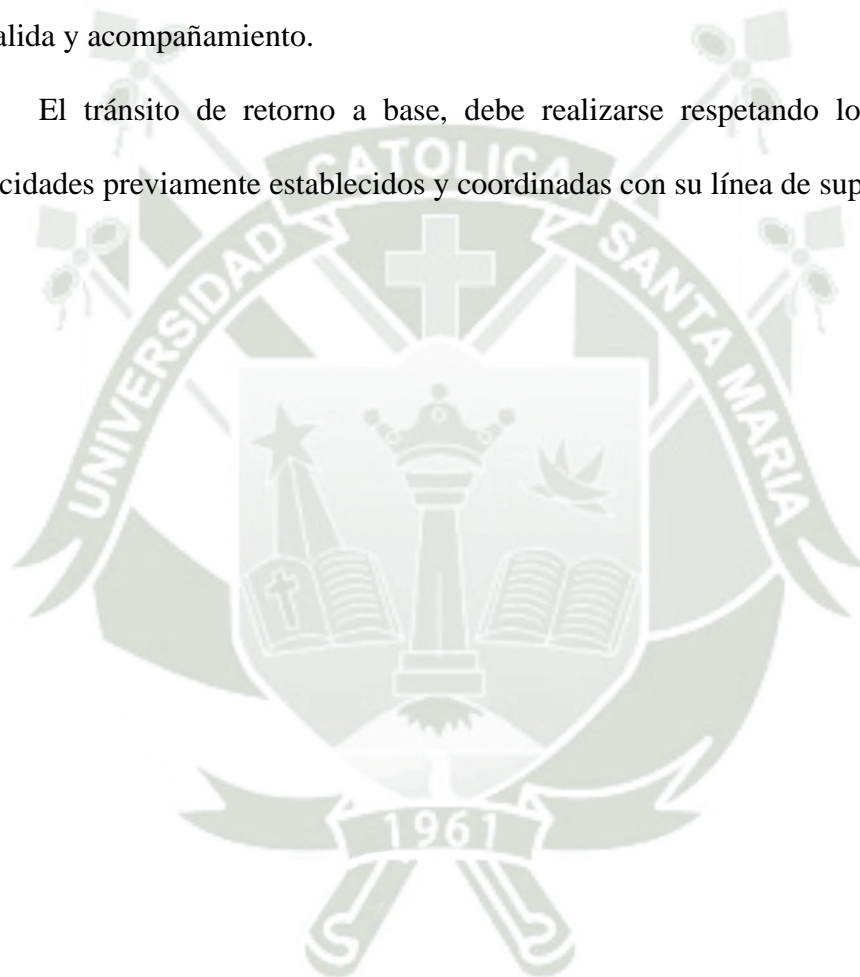 alida y acompañamiento.
El tránsito de retorno a base, debe realizarse respetando lo
cidades previamente establecidos y coordinadas con su línea de sup
UNIVERSIDAD CATOLICA SANTA MARIA
1961